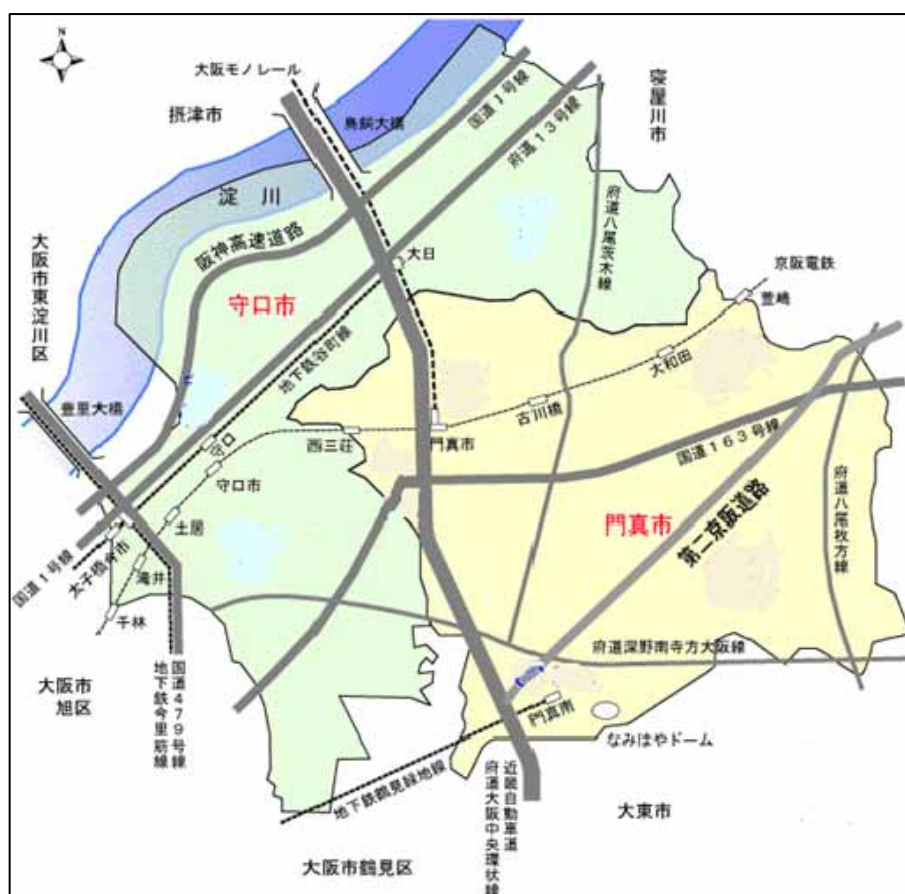 N
大阪モノレール
摂津市
鳥飼大橋
国道1号線
府道13号線
寝屋川市
淀川
阪神高速道路
府道八尾茨木線
大阪市東淀川区
大日
京阪電鉄
萱嶋
守口市
地下鉄谷町線
大和田
豊里大橋
守口
西三荘
門真市
古川橋
国道163号線
守口市
門真市
第二京阪道路
府道八尾枚方線
土居
国道1号線
太子橋今市
滝井
千林
府道深野南寺方大阪線
大阪市
旭区
国道479号線
地下鉄今里筋線
門真南
なみはやドーム
地下鉄鶴見緑地線
近畿自動車道
府道大阪中央環状線
大東市
大阪市鶴見区